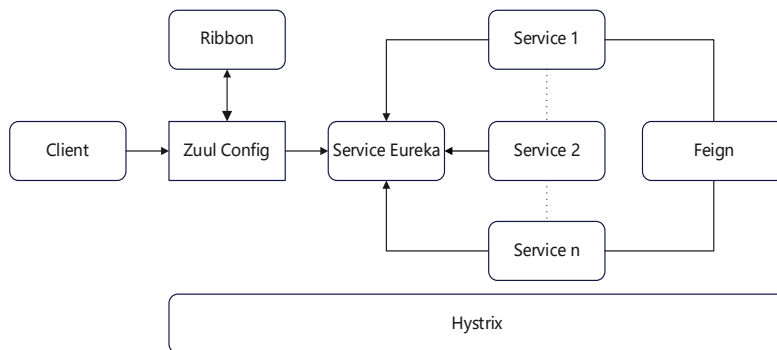 Ribbon
Service 1
Client
Zuul Config
Service Eureka
Service 2
Feign
Service n
Hystrix